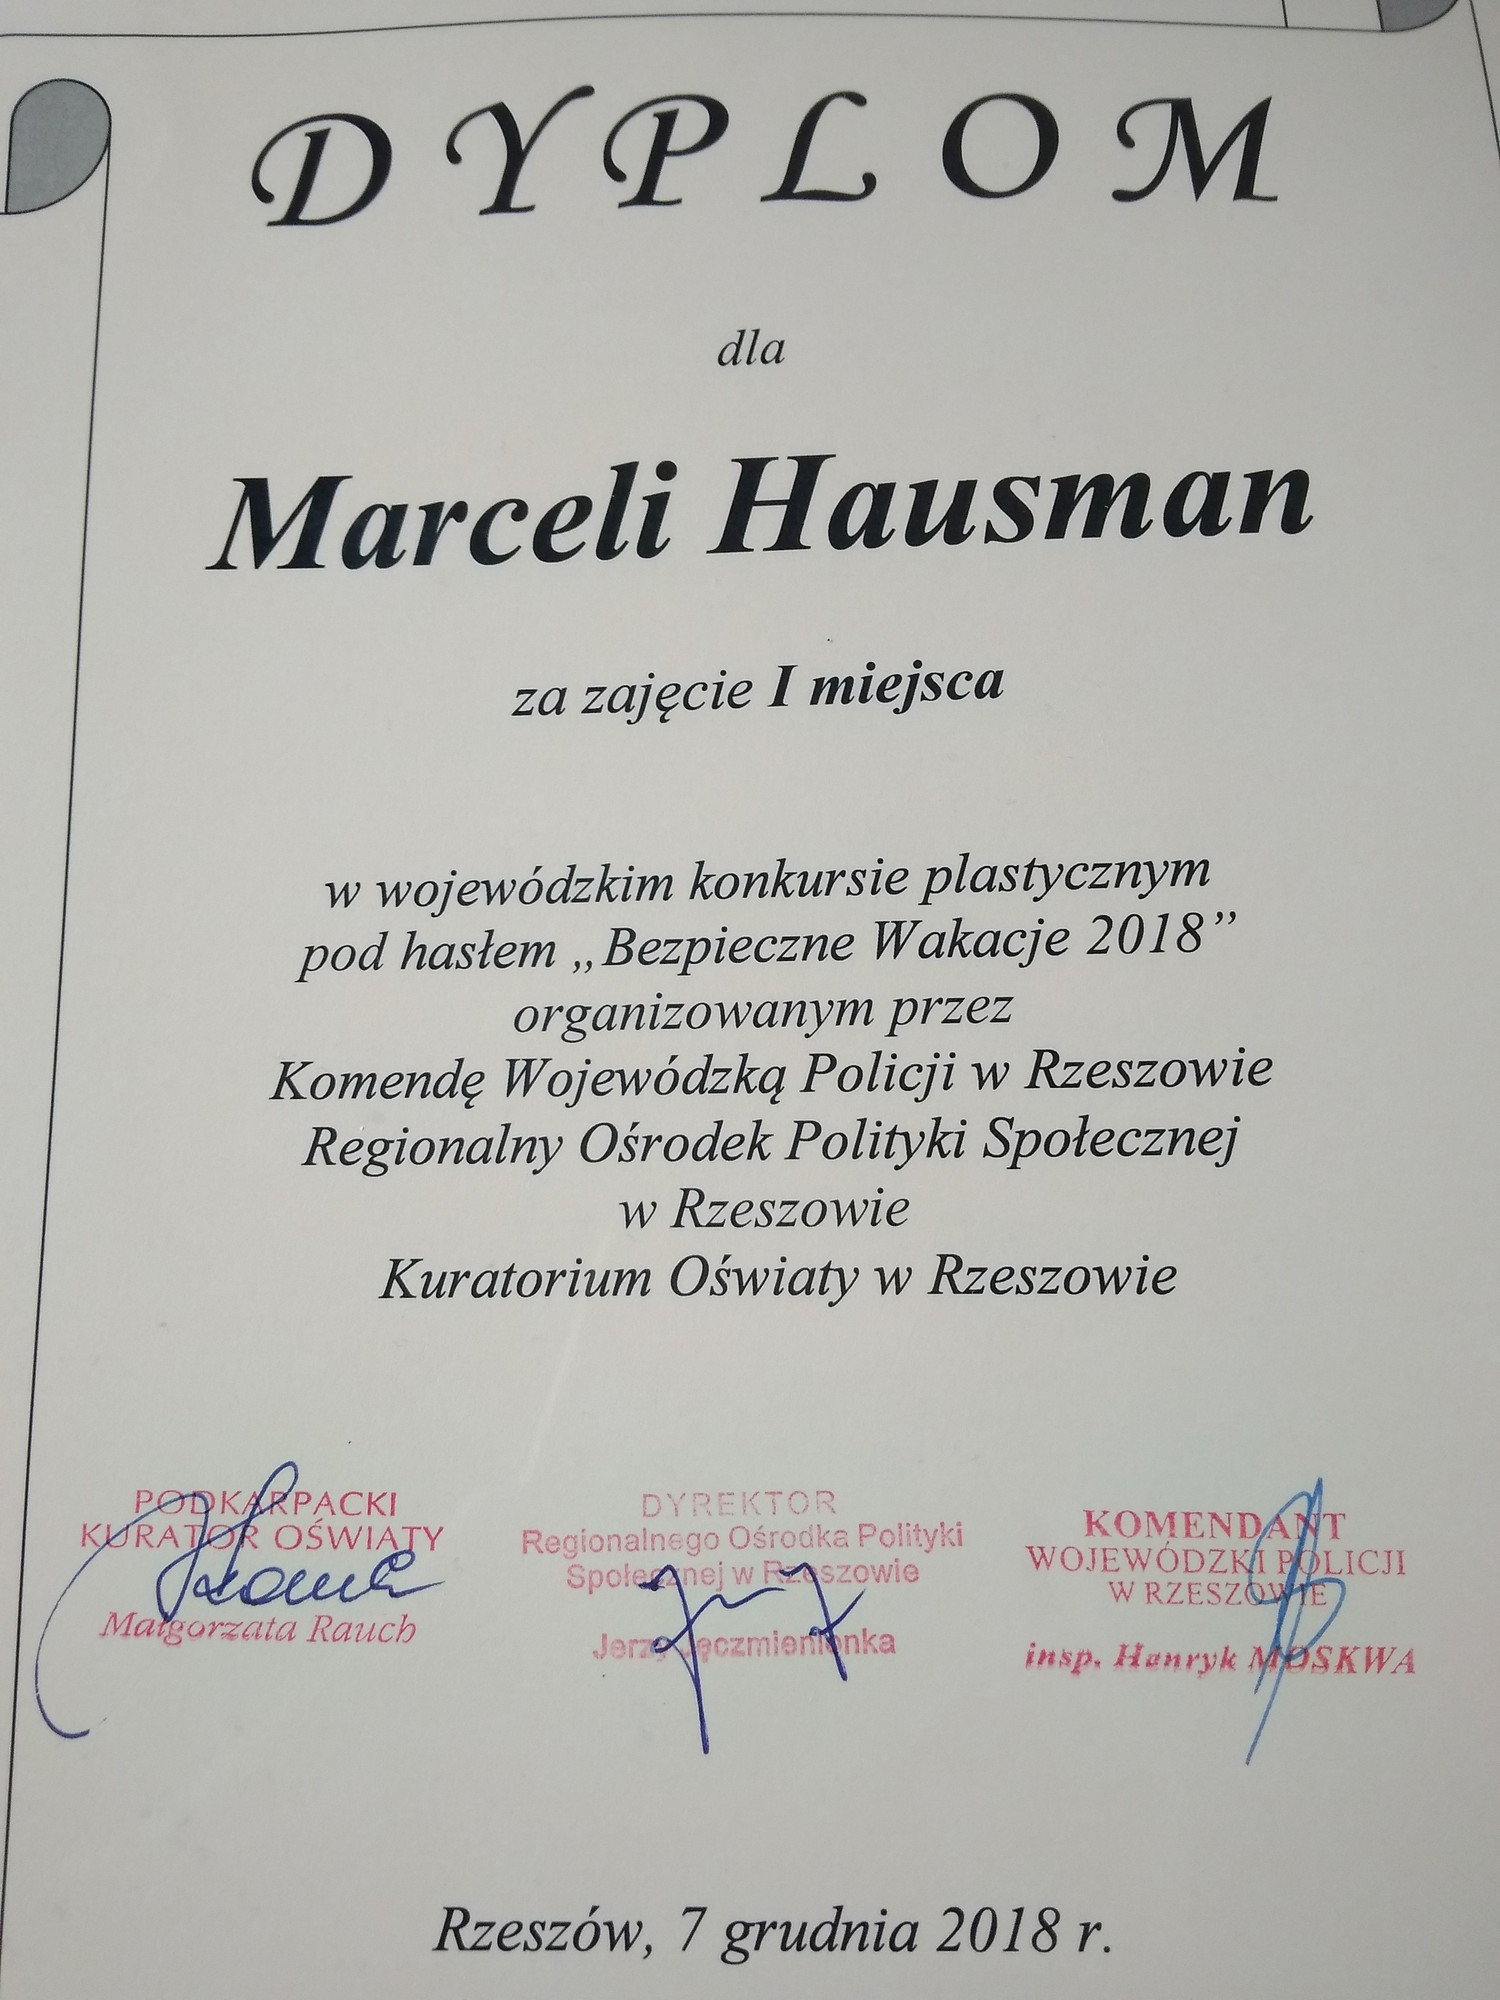 DYPLOM
dla
Marceli Hausman
za zajęcie I miejsca
w wojewódzkim konkursie plastycznym
pod hasłem „Bezpieczne Wakacje 2018”
organizowanym przez
Komendę Wojewódzką Policji w Rzeszowie
Regionalny Ośrodek Polityki Społecznej
w Rzeszowie
Kuratorium Oświaty w Rzeszowie
PODKARPACKI
KURATOR OŚWIATY
Małgorzata Rauch
DYREKTOR
Regionalnego Ośrodka Polityki
Społecznej w Rzeszowie
Jerzy Jęczmienionka
KOMENDANT
WOJEWÓDZKI POLICJI
W RZESZOWIE
insp. Henryk MOSKWA
Rzeszów, 7 grudnia 2018 r.